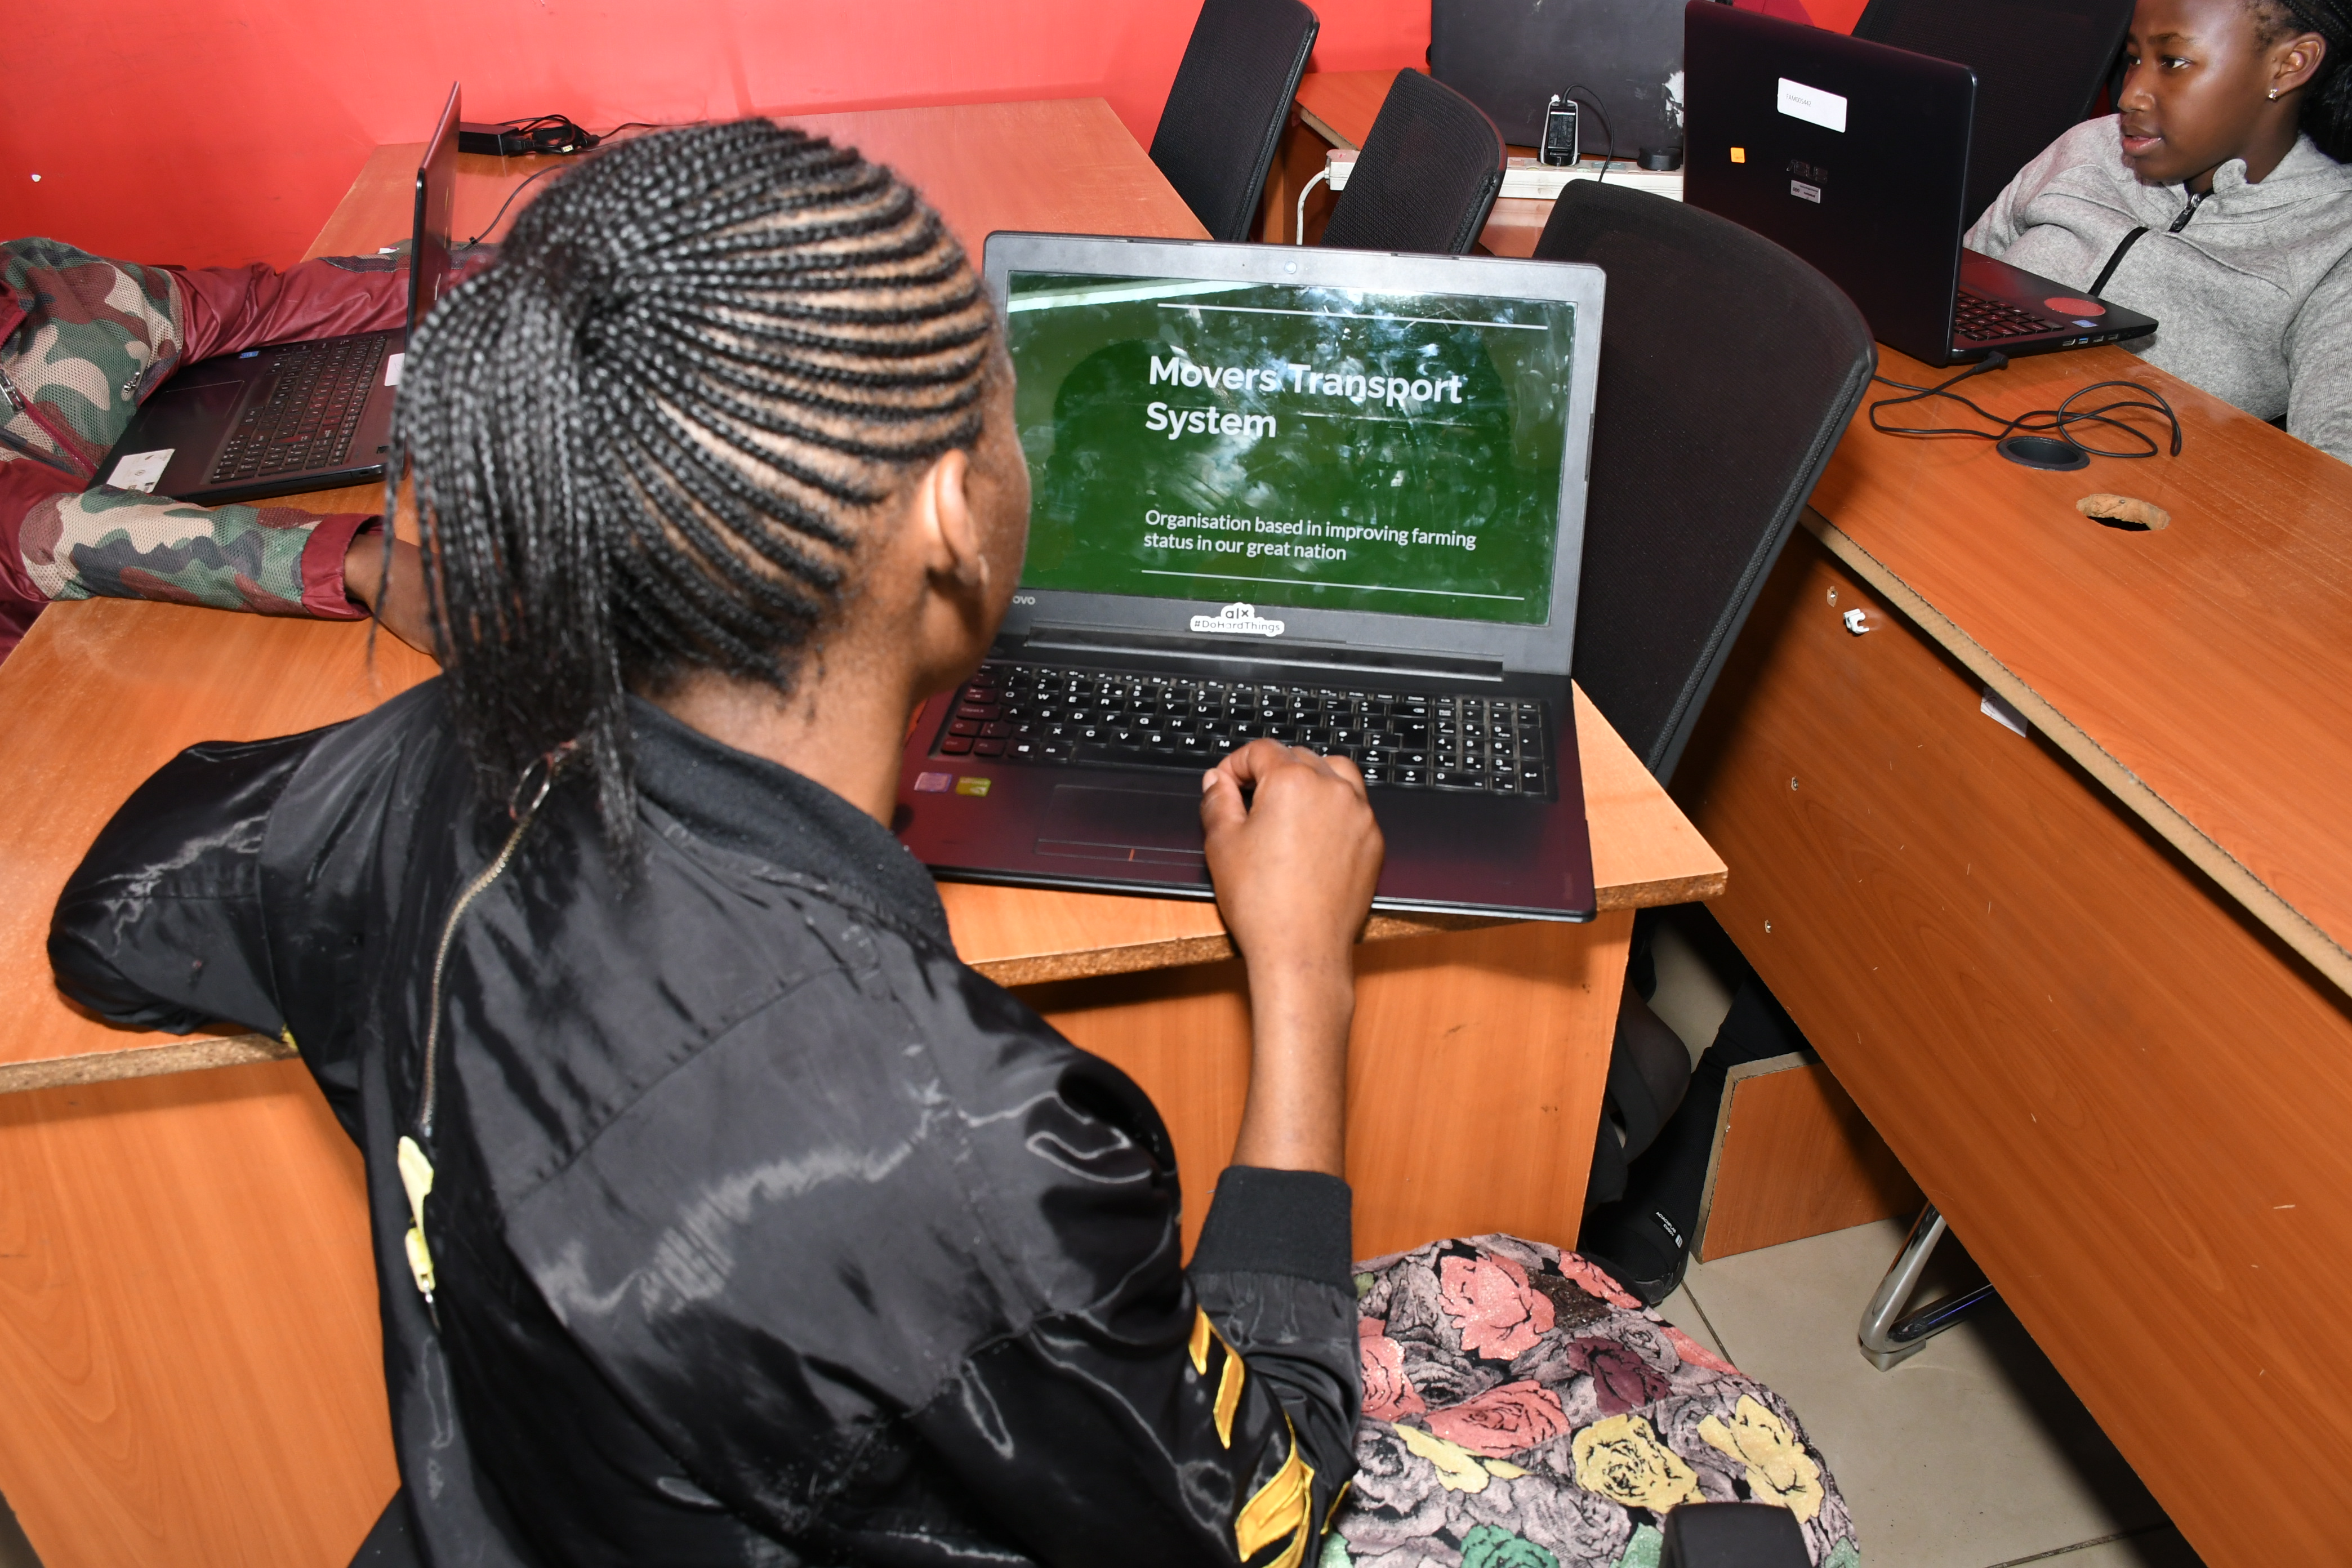 Movers Transport
System
Organisation based in improving farming
status in our great nation
alx
#DoHardThings